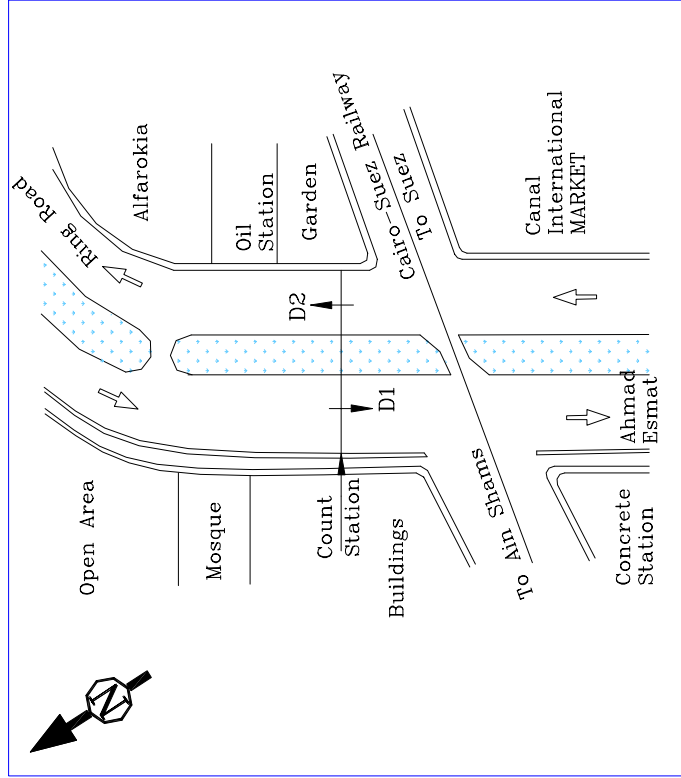 Ring Road
Alfarokia
Oil
Station
Garden
Cairo-Suez Railway
To Suez
Canal
International
MARKET
D2
D1
Ahmad
Esmat
Open Area
Mosque
Count
Station
Buildings
To Ain Shams
Concrete
Station
N